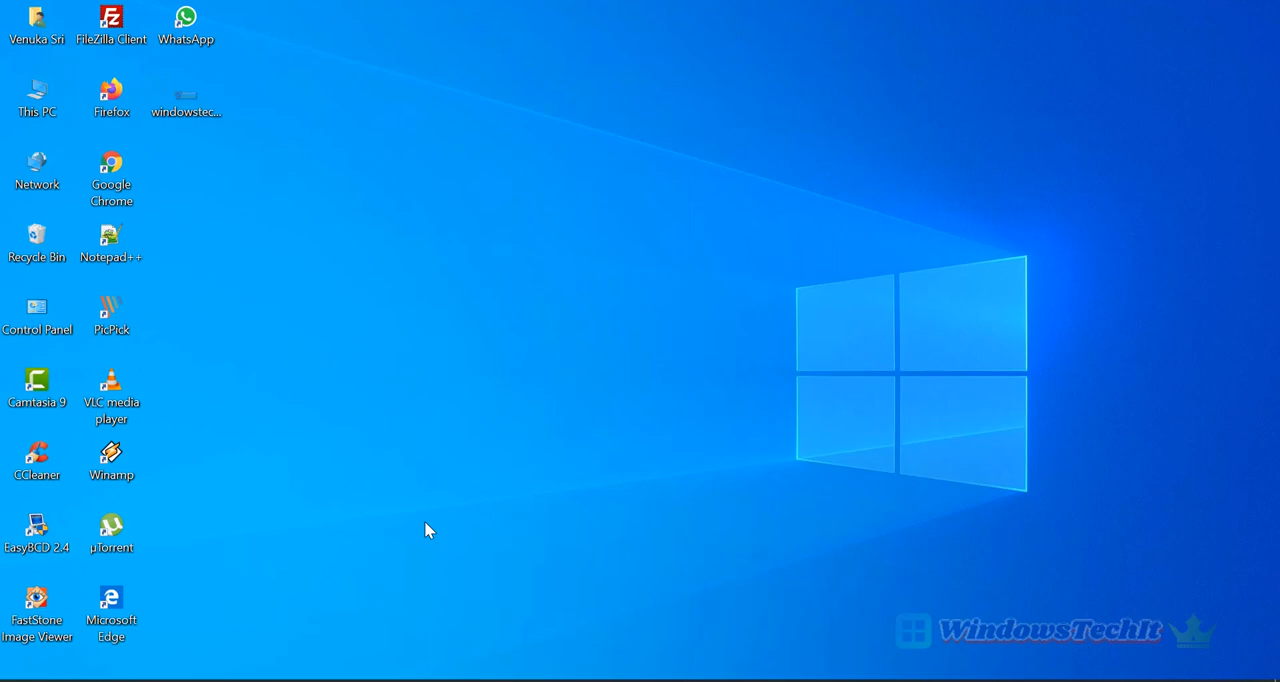 Venuka Sri
FileZilla Client
WhatsApp
This PC
Firefox
windowstec...
Network
Google
Chrome
Recycle Bin
Notepad++
Control Panel
PicPick
Camtasia 9
VLC media
player
CCleaner
Winamp
EasyBCD 2.4
µTorrent
FastStone
Image Viewer
Microsoft
Edge
WindowsTechIt